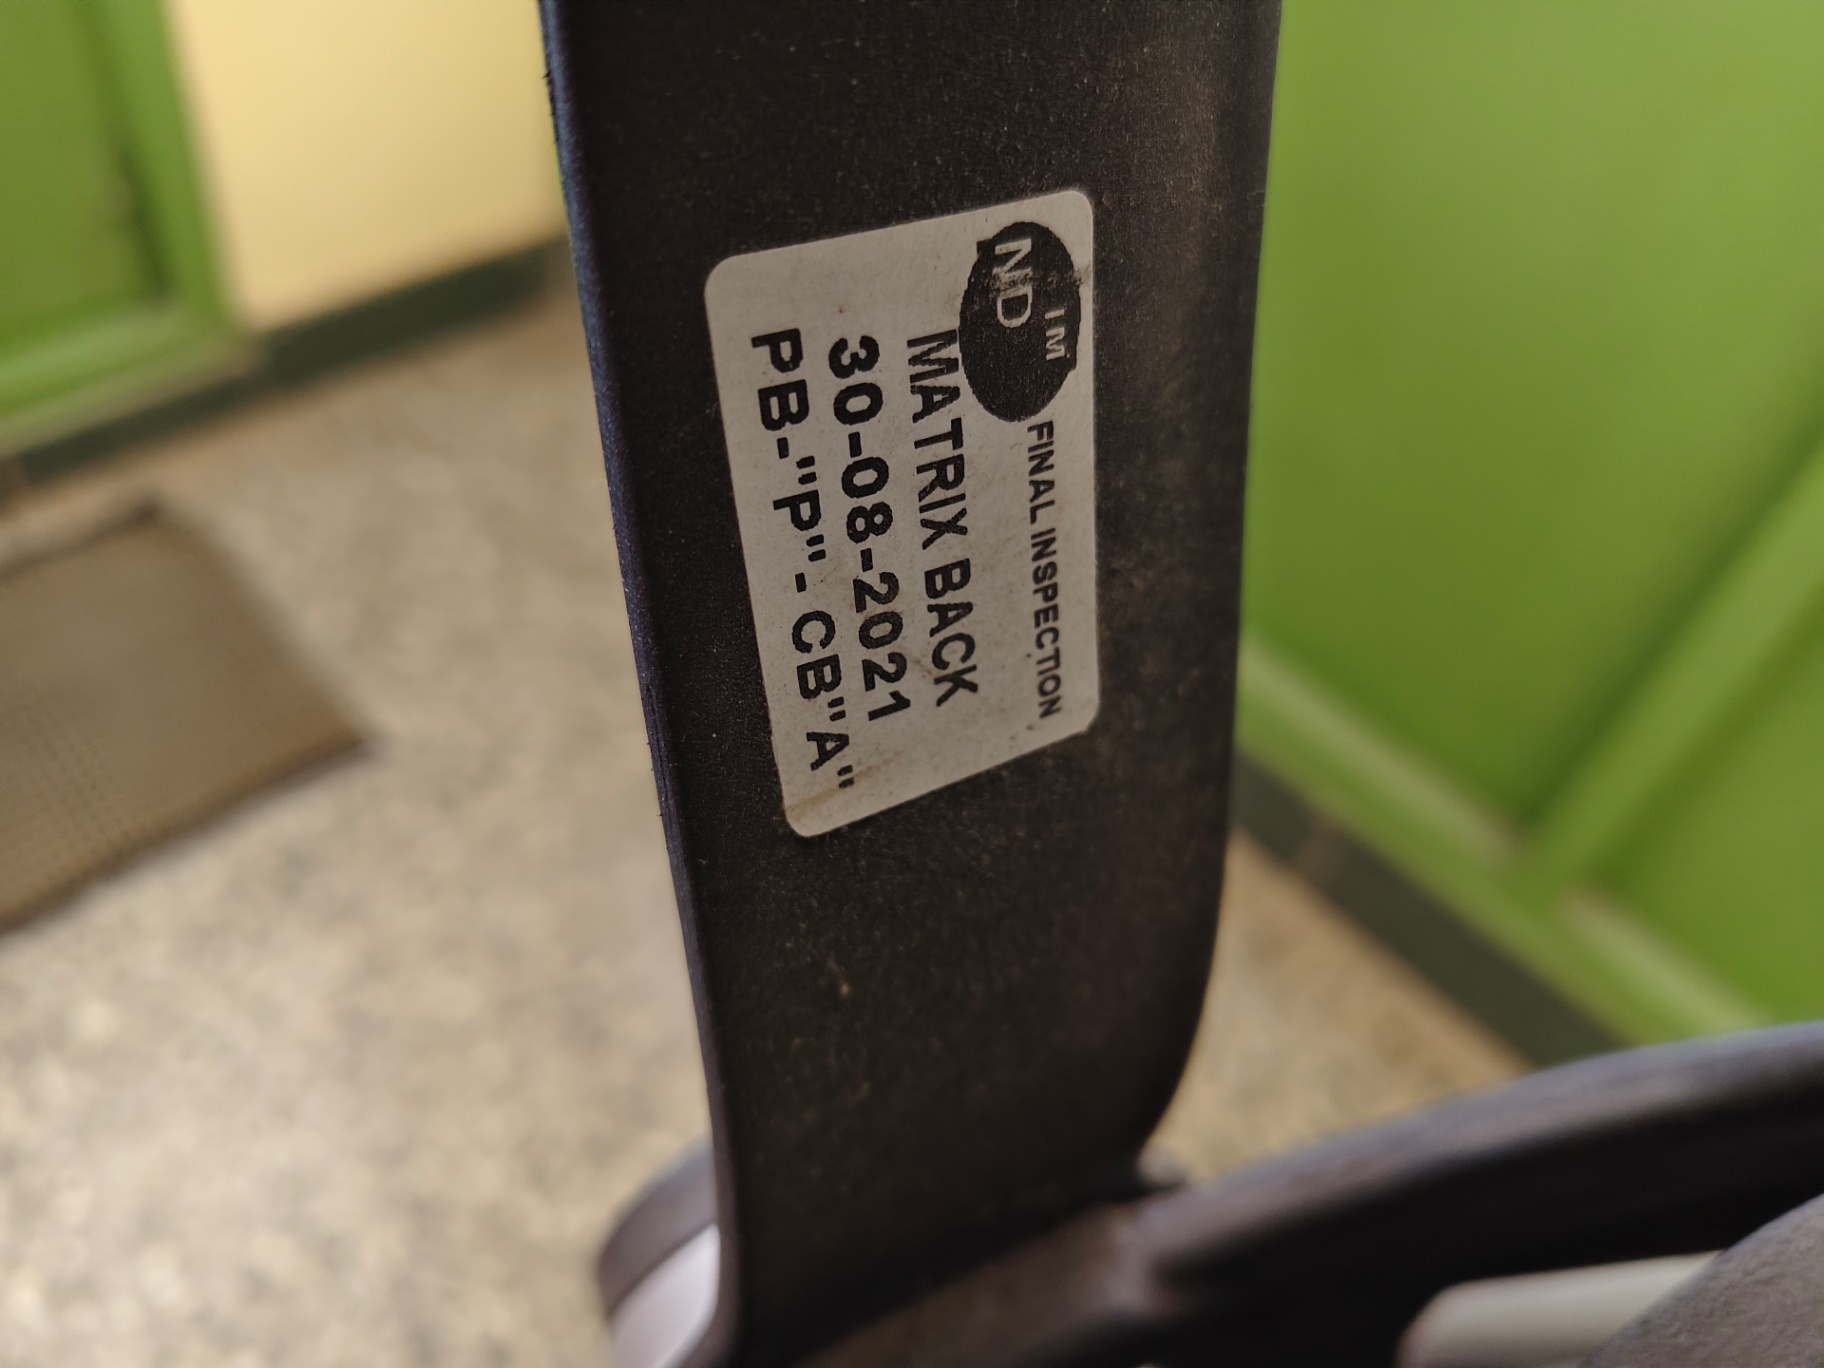 IM
ND
FINAL INSPECTION
MATRIX BACK
30-08-2021
PB-"P"-CB"A"